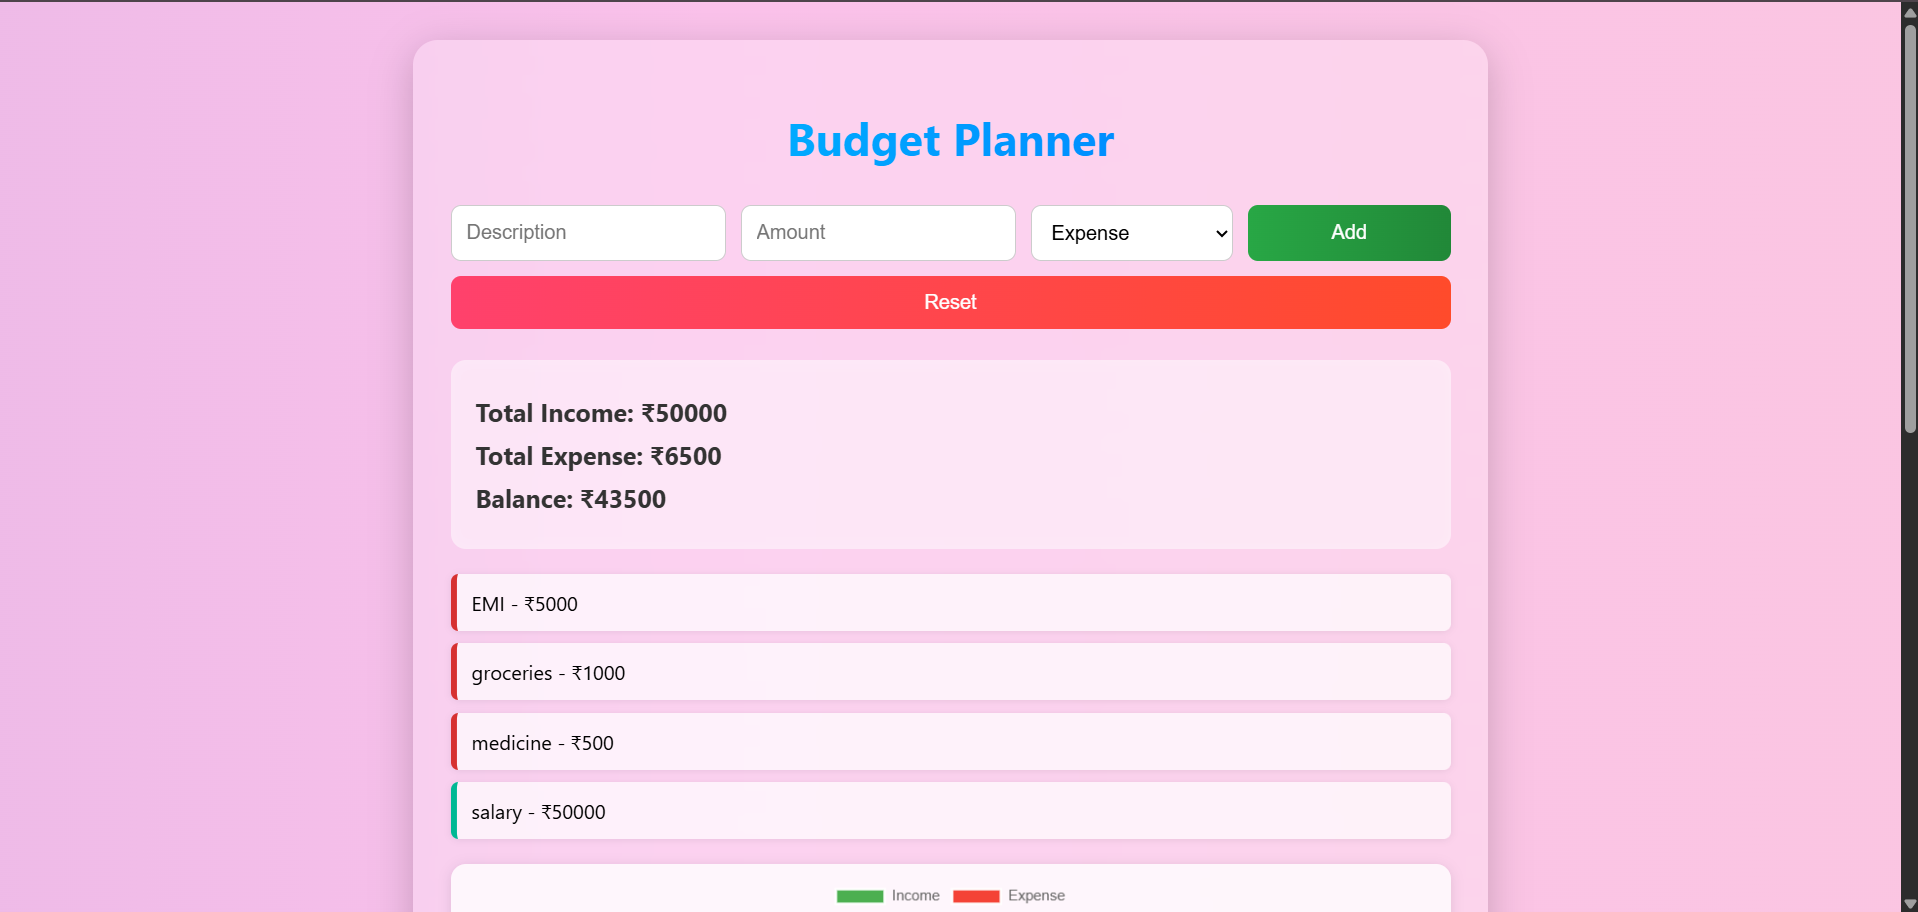 Budget Planner
Description
Amount
Expense
Add
Reset
Total Income: ₹50000
Total Expense: ₹6500
Balance: ₹43500
EMI - ₹5000
groceries - ₹1000
medicine - ₹500
salary - ₹50000
Income Expense